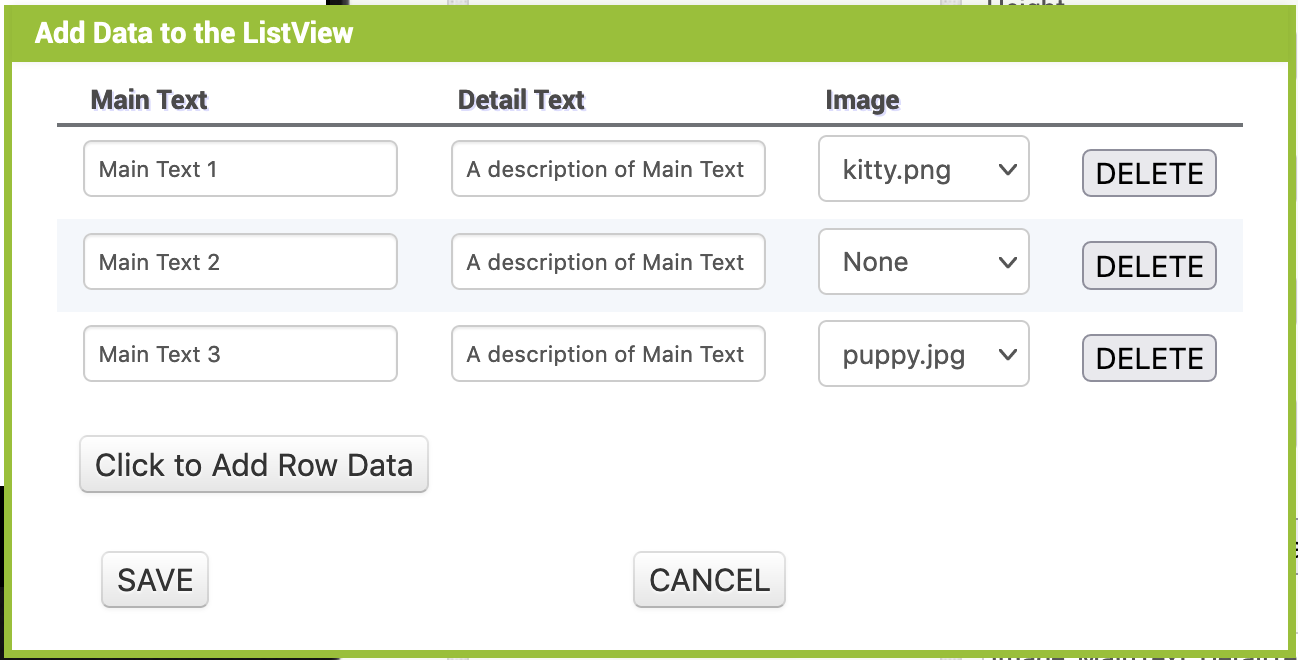 Add Data to the ListView
Main Text Detail Text Image
Main Text 1 A description of Main Text kitty.png DELETE
Main Text 2 A description of Main Text None DELETE
Main Text 3 A description of Main Text puppy.jpg DELETE
Click to Add Row Data
SAVE CANCEL